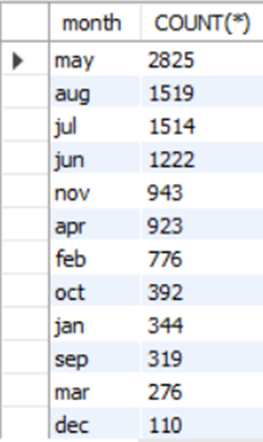 month COUNT(*)
may 2825
aug 1519
jul 1514
jun 1222
nov 943
apr 923
feb 776
oct 392
jan 344
sep 319
mar 276
dec 110